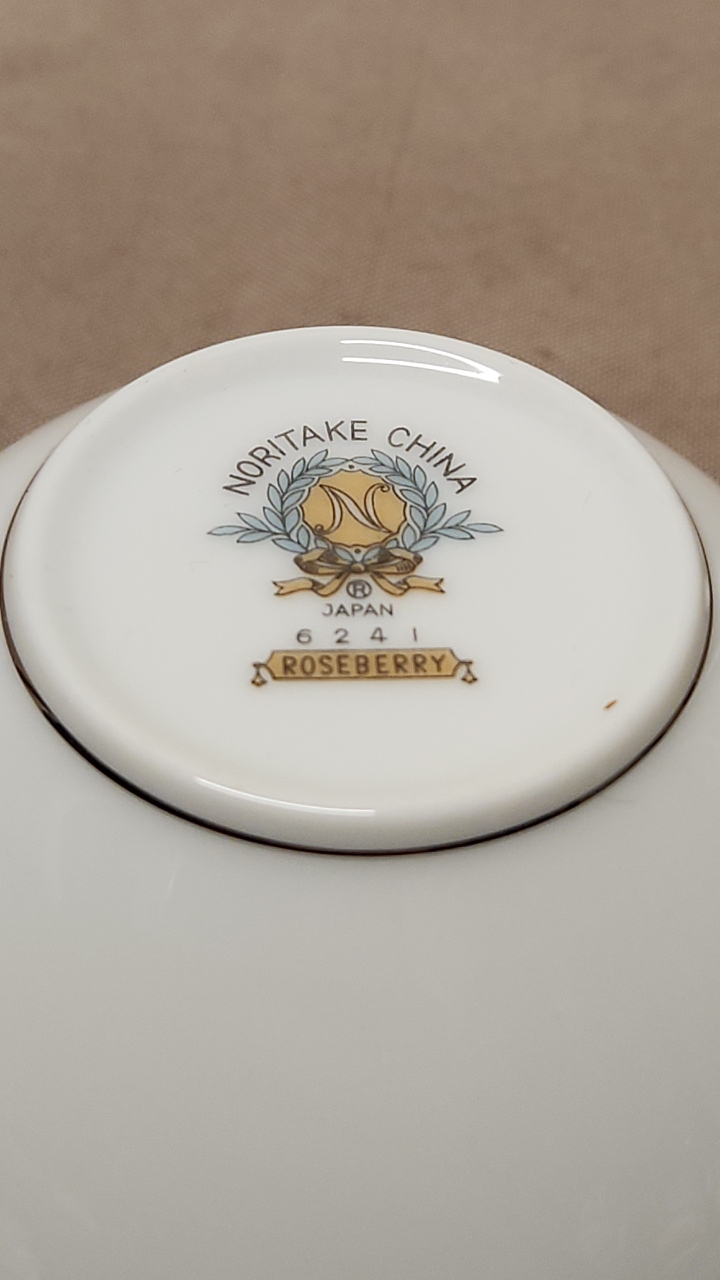 NORITAKE CHINA
N
®
JAPAN
6241
ROSEBERRY